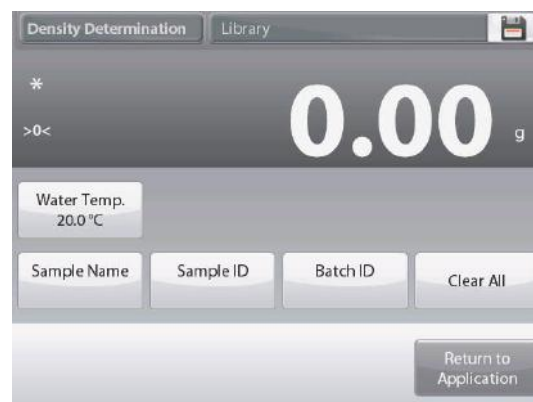 Density Determination Library
*
0.00 g
>0<
Water Temp.
20.0 °C
Sample Name Sample ID Batch ID Clear All
Return to
Application